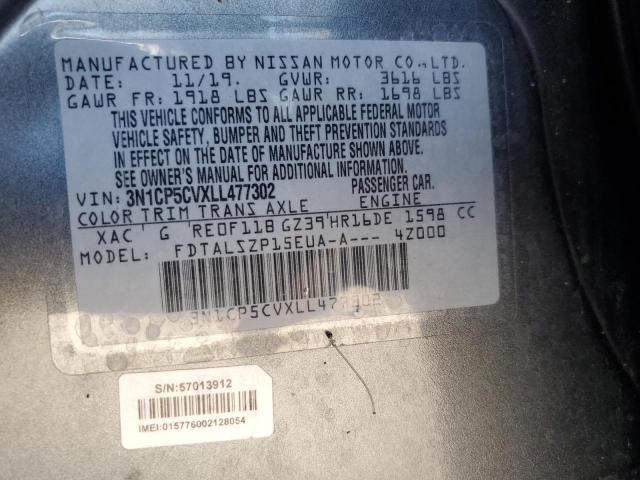 MANUFACTURED BY NISSAN MOTOR CO.,LTD.
DATE: 11/19. GVWR: 3616 LBS
GAWR FR: 1918 LBS GAWR RR: 1698 LBS
THIS VEHICLE CONFORMS TO ALL APPLICABLE FEDERAL MOTOR
VEHICLE SAFETY, BUMPER AND THEFT PREVENTION STANDARDS
IN EFFECT ON THE DATE OF MANUFACTURE SHOWN ABOVE.
SEE OWNER'S MANUAL FOR ADDITIONAL INFORMATION.
VIN: 3N1CP5CVXLL477302 PASSENGER CAR.
COLOR TRIM TRANS AXLE ENGINE
XAC G RE0F11B GZ39 HR16DE 1598 CC
MODEL: FDTALSZP15EUA-A--- 4Z000
3N1CP5CVXLL477302
S/N:57013912
IMEI:015776002128054